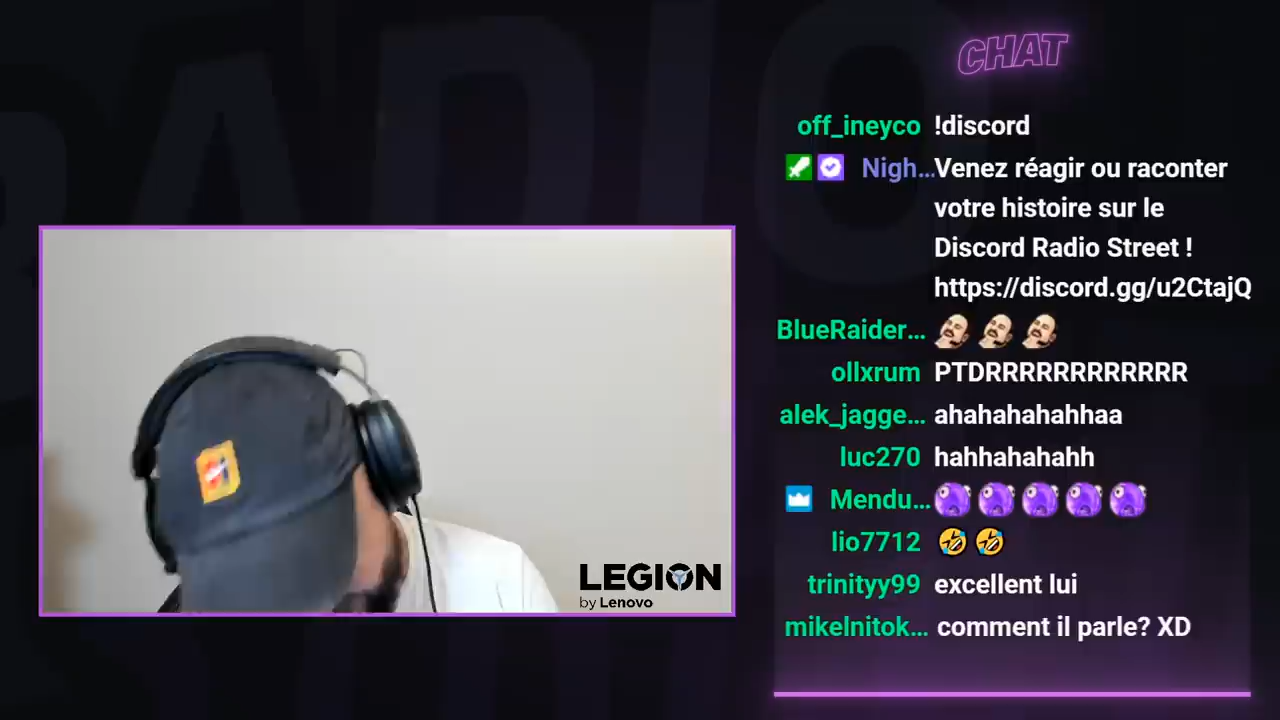 RADIO
CHAT
off_ineyco !discord
Nigh... Venez réagir ou raconter
votre histoire sur le
Discord Radio Street !
https://discord.gg/u2CtajQ
BlueRaider...
ollxrum PTDRRRRRRRRRRRR
alek_jagge... ahahahahahhaa
luc270 hahhahahahh
Mendu...
lio7712
trinityy99 excellent lui
mikelnitok... comment il parle? XD
LEGION
by Lenovo